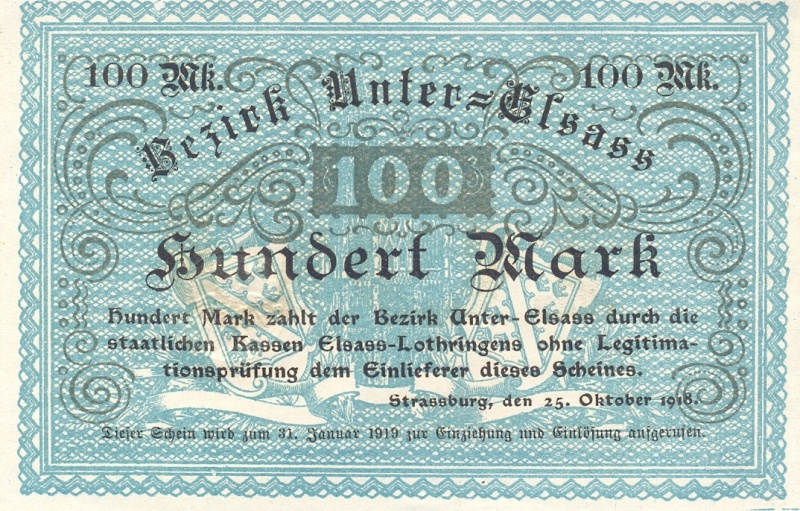 100 Mk. 100 Mk.
Bezirk Unter=Elsass
100
Hundert Mark
Hundert Mark zahlt der Bezirk Unter-Elsass durch die
staatlichen Kassen Elsass-Lothringens ohne Legitima-
tionsprüfung dem Einlieferer dieses Scheines.
Strassburg, den 25. Oktober 1918.
Dieser Schein wird zum 31. Januar 1919 zur Einziehung und Einlösung aufgerufen.